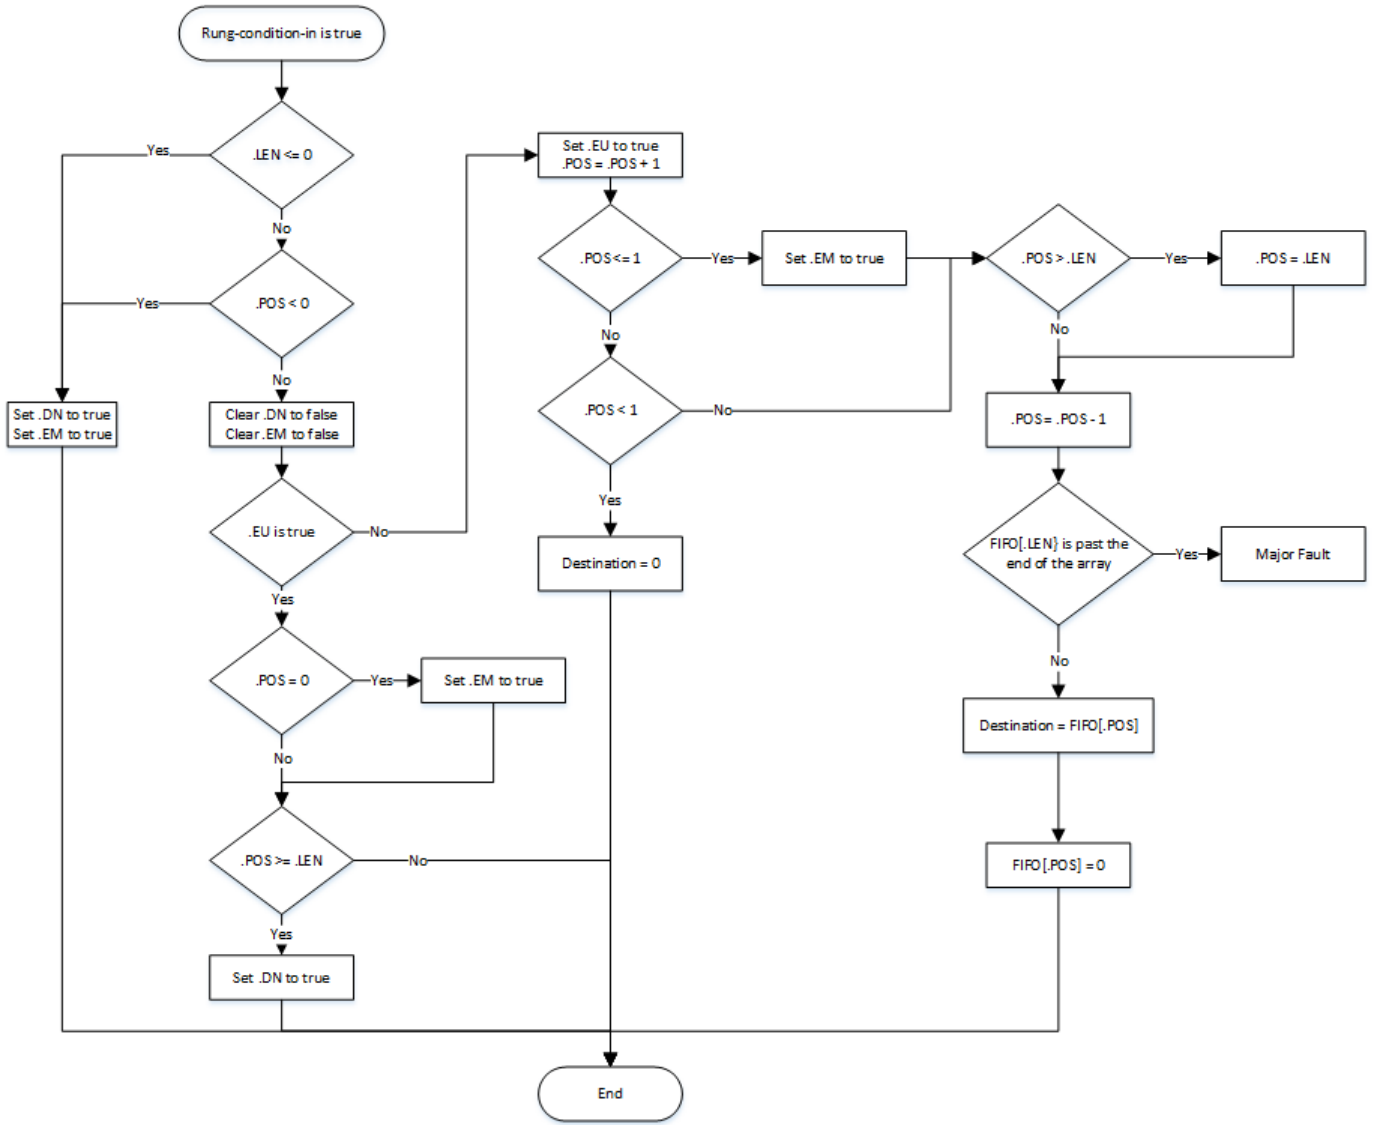 Rung-condition-in is true
.LEN <= 0
Yes
No
.POS < 0
Yes
No
Set .DN to true
Set .EM to true
Clear .DN to false
Clear .EM to false
.EU is true
No
Yes
.POS = 0
Yes
Set .EM to true
No
.POS >= .LEN
No
Yes
Set .DN to true
Set .EU to true
.POS = .POS + 1
.POS <= 1
Yes
Set .EM to true
No
.POS < 1
No
Yes
Destination = 0
.POS > .LEN
Yes
.POS = .LEN
No
.POS = .POS - 1
FIFO[.LEN} is past the
end of the array
Yes
Major Fault
No
Destination = FIFO[.POS]
FIFO[.POS] = 0
End